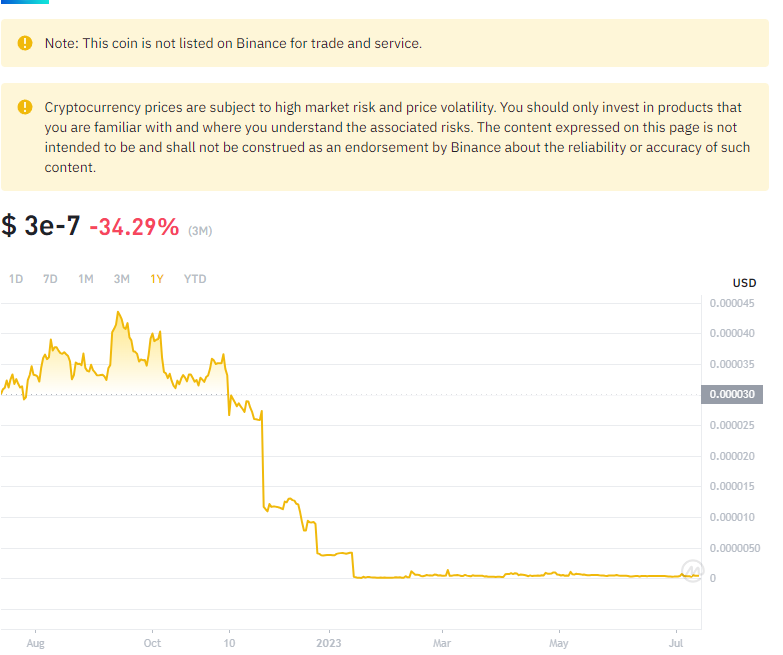 Note: This coin is not listed on Binance for trade and service.
Cryptocurrency prices are subject to high market risk and price volatility. You should only invest in products that
you are familiar with and where you understand the associated risks. The content expressed on this page is not
intended to be and shall not be construed as an endorsement by Binance about the reliability or accuracy of such
content.
$ 3e-7 -34.29% (3M)
1D 7D 1M 3M 1Y YTD
USD
0.000045
0.000040
0.000035
0.000030
0.000025
0.000020
0.000015
0.000010
0.0000050
0
Aug Oct 10 2023 Mar May Jul